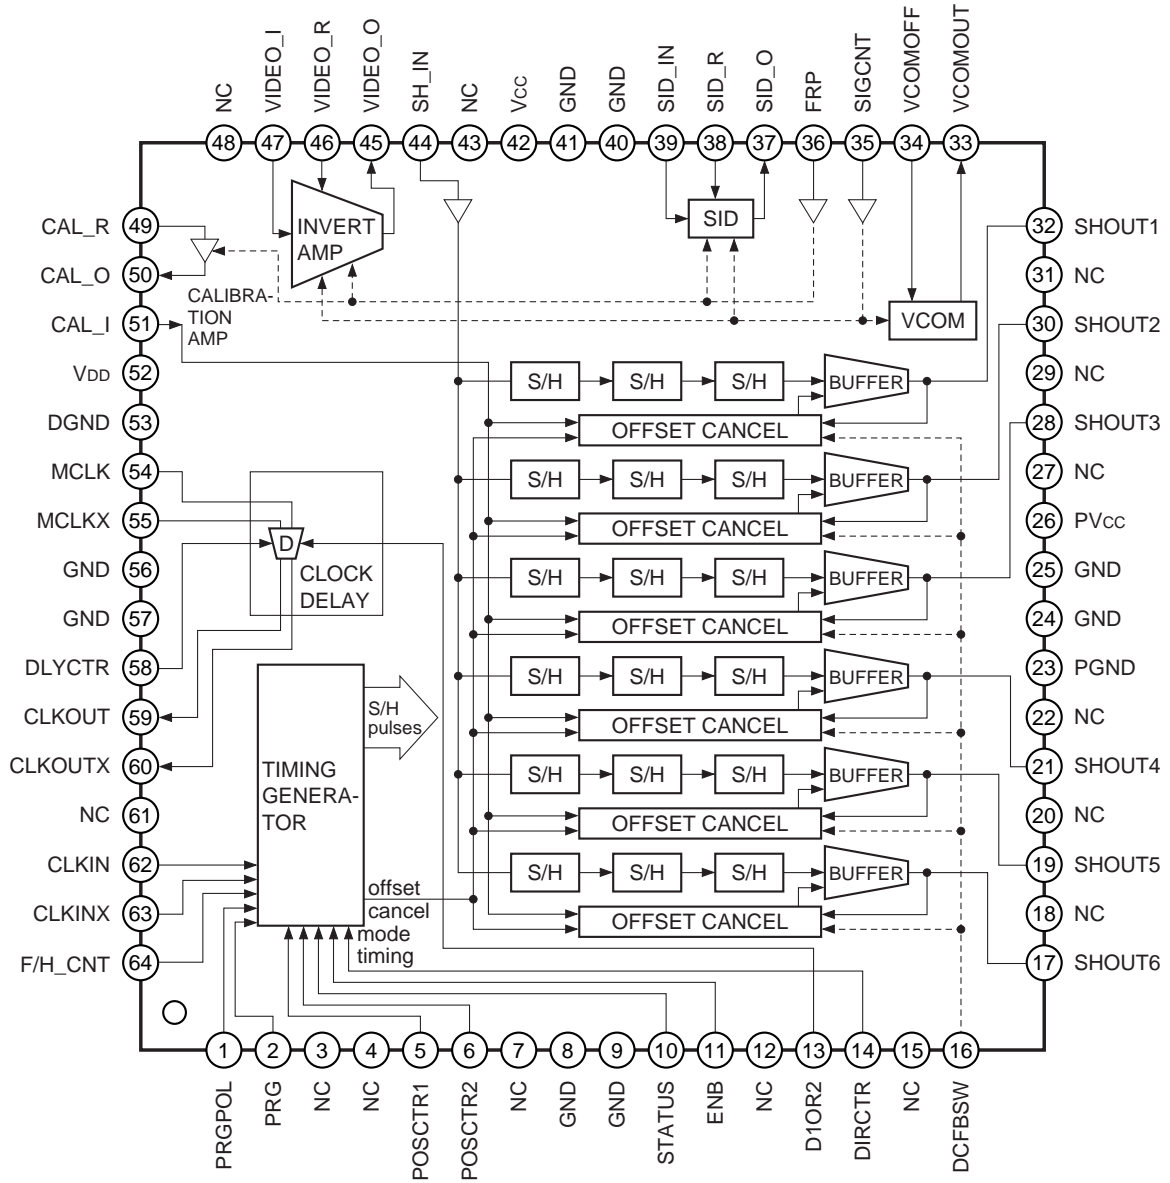 NC
VIDEO_I
VIDEO_R
VIDEO_O
SH_IN
NC
VCC
GND
GND
SID_IN
SID_R
SID_O
FRP
SIGCNT
VCOMOFF
VCOMOUT
48
47
46
45
44
43
42
41
40
39
38
37
36
35
34
33
CAL_R
49
CAL_O
50
CAL_I
51
VDD
52
DGND
53
MCLK
54
MCLKX
55
GND
56
GND
57
DLYCTR
58
CLKOUT
59
CLKOUTX
60
NC
61
CLKIN
62
CLKINX
63
F/H_CNT
64
INVERT
AMP
CALIBRA-
TION
AMP
SID
VCOM
D
CLOCK
DELAY
TIMING
GENERA-
TOR
S/H
pulses
offset
cancel
mode
timing
S/H
S/H
S/H
BUFFER
OFFSET CANCEL
S/H
S/H
S/H
BUFFER
OFFSET CANCEL
S/H
S/H
S/H
BUFFER
OFFSET CANCEL
S/H
S/H
S/H
BUFFER
OFFSET CANCEL
S/H
S/H
S/H
BUFFER
OFFSET CANCEL
S/H
S/H
S/H
BUFFER
OFFSET CANCEL
32
SHOUT1
31
NC
30
SHOUT2
29
NC
28
SHOUT3
27
NC
26
PVCC
25
GND
24
GND
23
PGND
22
NC
21
SHOUT4
20
NC
19
SHOUT5
18
NC
17
SHOUT6
1
2
3
4
5
6
7
8
9
10
11
12
13
14
15
16
PRGPOL
PRG
NC
NC
POSCTR1
POSCTR2
NC
GND
GND
STATUS
ENB
NC
D1OR2
DIRCTR
NC
DCFBSW